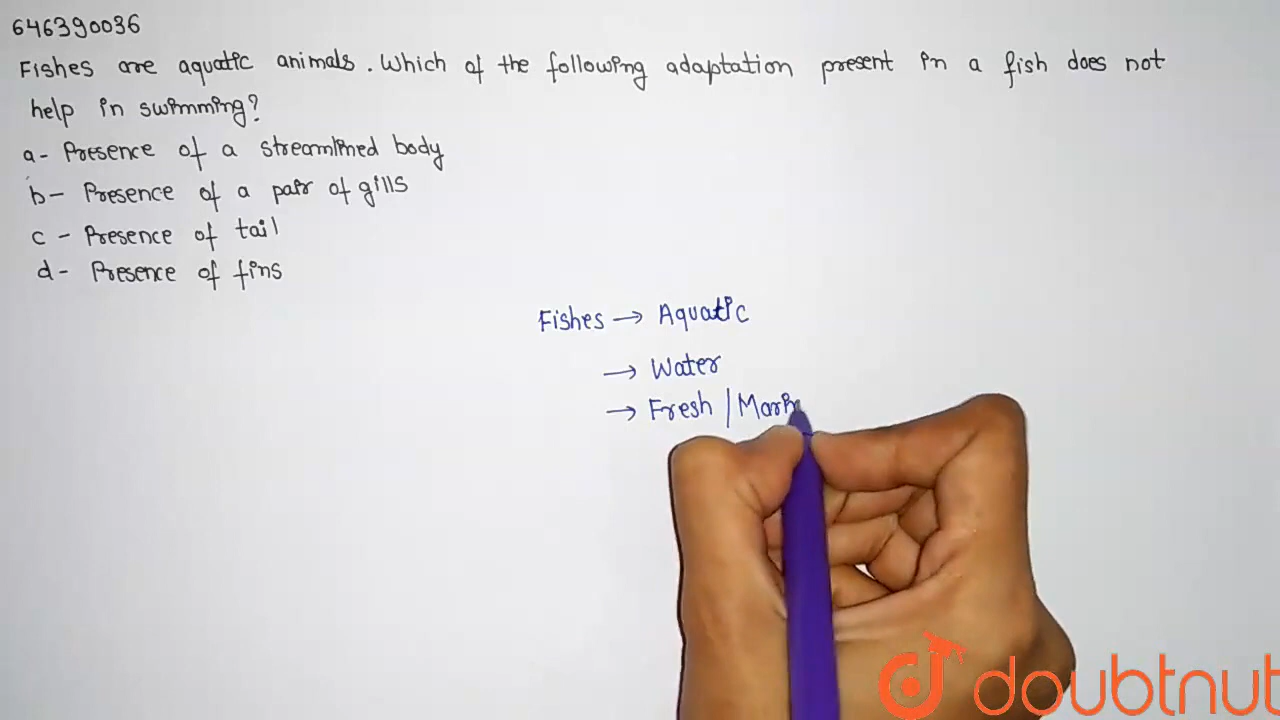 646390036
Fishes are aquatic animals. Which of the following adaptation present in a fish does not
help in swimming?
a- Presence of a streamlined body
b- Presence of a pair of gills
c- Presence of tail
d- Presence of fins
Fishes → Aquatic
→ Water
→ Fresh / Marin
doubtnut